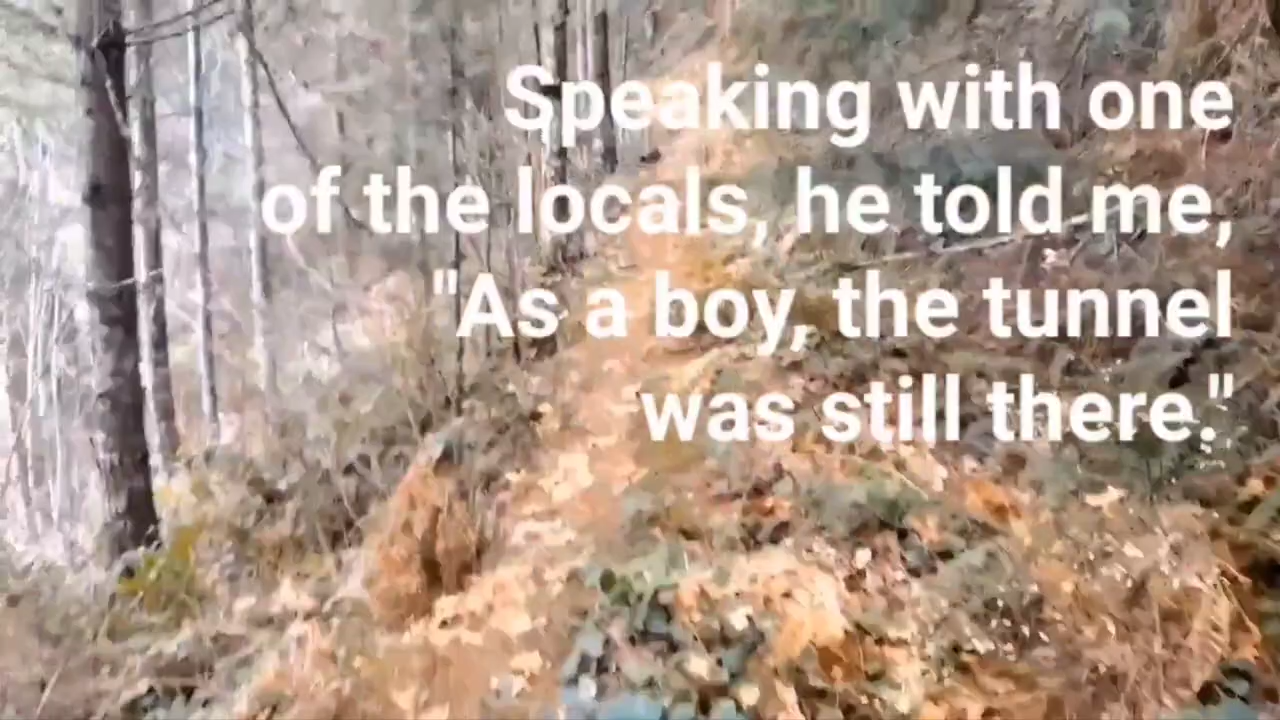 Speaking with one
of the locals, he told me,
"As a boy, the tunnel
was still there."